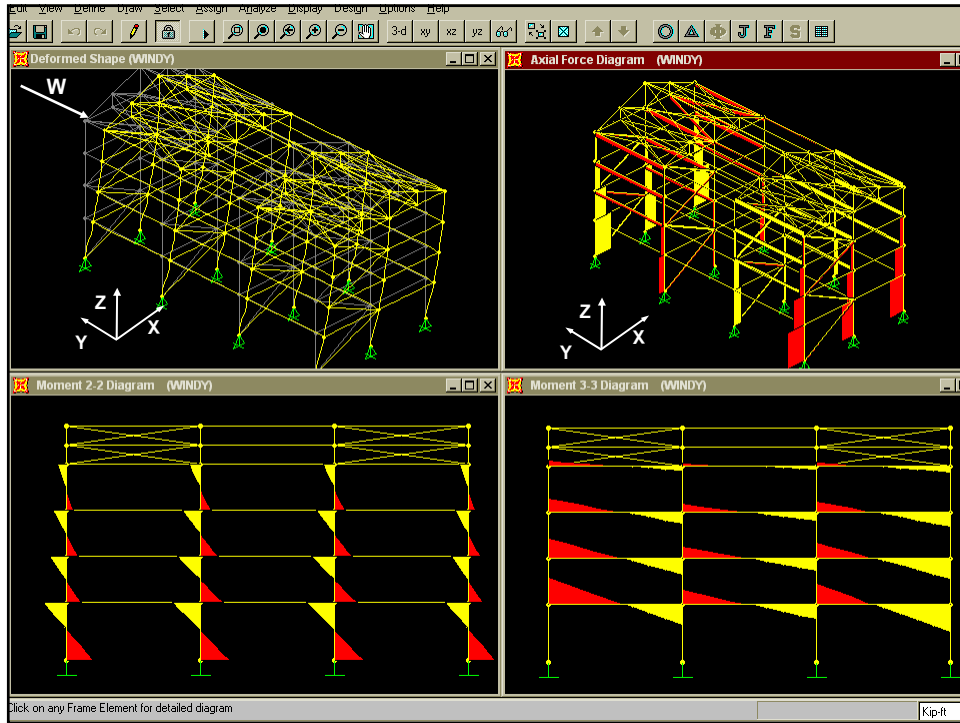 Edit View Define Draw Select Assign Analyze Display Design Options Help
3-d xy xz yz
J F S
Deformed Shape (WINDY)
Axial Force Diagram (WINDY)
W
Z
Y X
Z
Y X
Moment 2-2 Diagram (WINDY)
Moment 3-3 Diagram (WINDY)
Click on any Frame Element for detailed diagram
Kip-ft